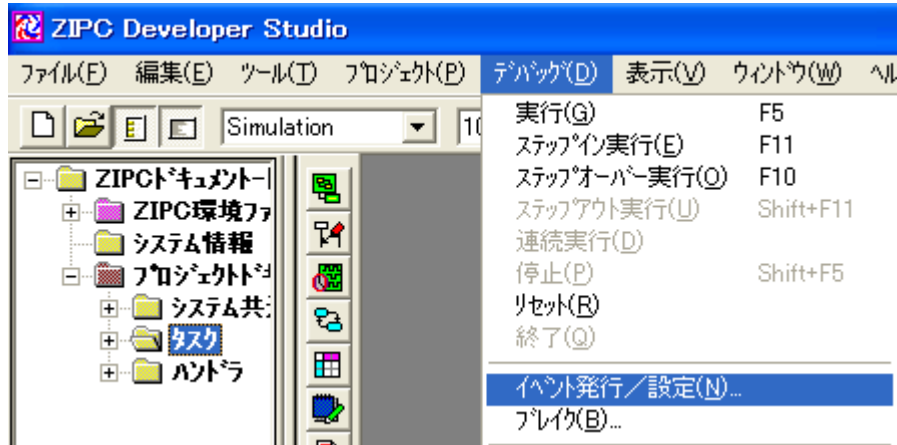 ZIPC Developer Studio
ﾌｧｲﾙ(F) 編集(E) ﾂｰﾙ(T) ﾌﾟﾛｼﾞｪｸﾄ(P) ﾃﾞﾊﾞｯｸﾞ(D) 表示(V) ｳｨﾝﾄﾞｳ(W) ﾍﾙ
Simulation 10
実行(G) F5
ｽﾃｯﾌﾟｲﾝ実行(E) F11
ｽﾃｯﾌﾟｵｰﾊﾞｰ実行(O) F10
ｽﾃｯﾌﾟｱｳﾄ実行(U) Shift+F11
連続実行(D)
停止(P) Shift+F5
ﾘｾｯﾄ(R)
終了(Q)
ｲﾍﾞﾝﾄ発行／設定(N)...
ﾌﾞﾚｲｸ(B)...
ZIPCﾄﾞｷｭﾒﾝﾄ
ZIPC環境ﾌｧ
ｼｽﾃﾑ情報
ﾌﾟﾛｼﾞｪｸﾄﾄﾞｷ
ｼｽﾃﾑ共
ﾀｽｸ
ﾊﾝﾄﾞﾗ